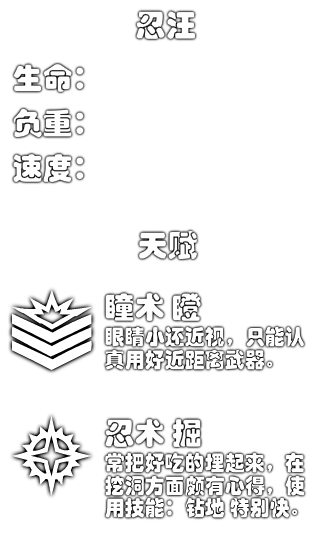 忍汪
生命：
负重：
速度：
天赋
瞳术 瞪
眼睛小还近视，只能认
真用好近距离武器。
忍术 掘
常把好吃的埋起来，在
挖洞方面颇有心得，使
用技能：钻地 特别快。